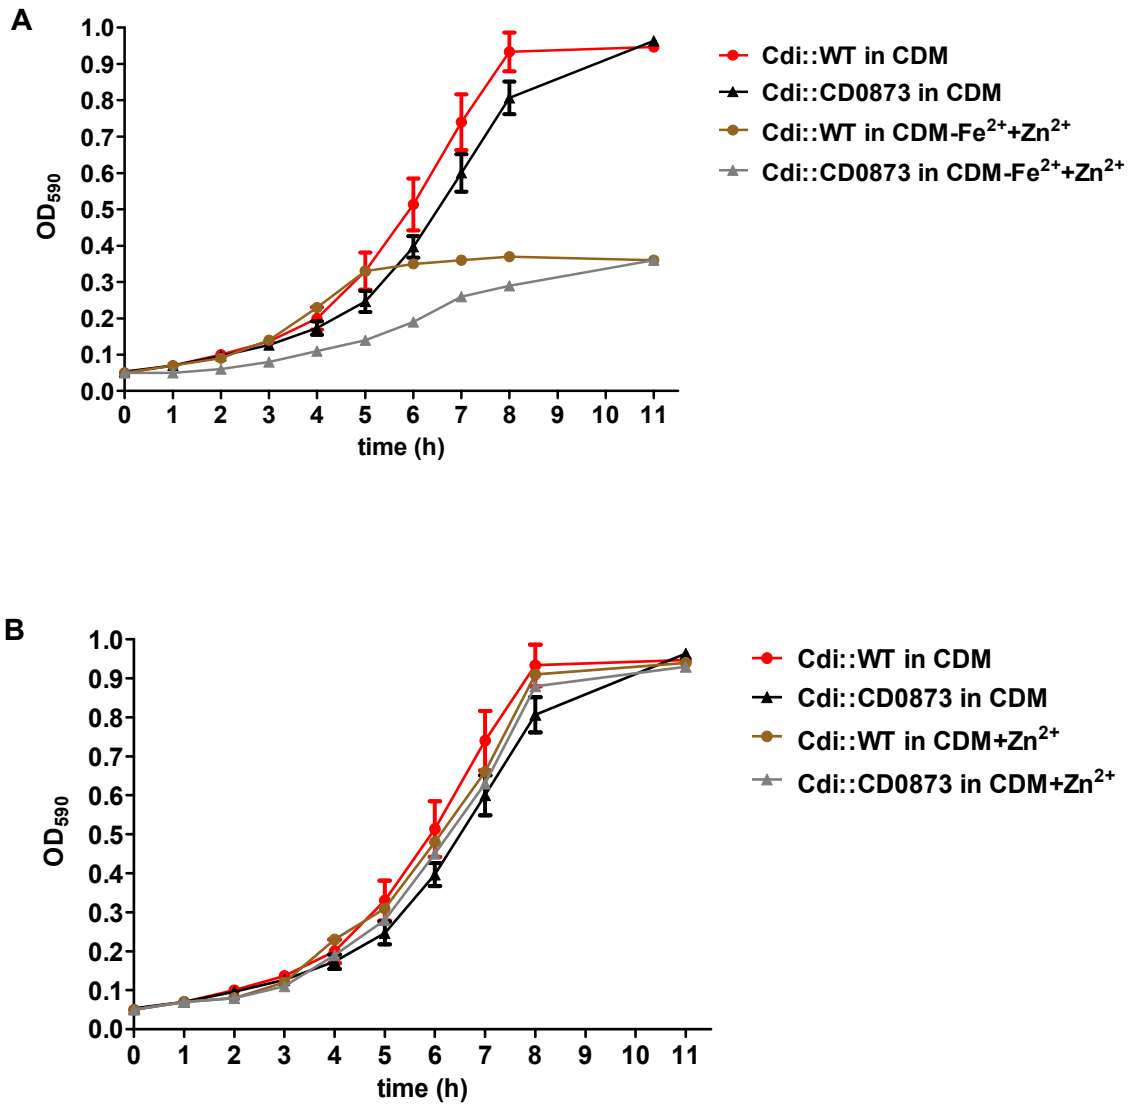 A
1.0
0.9
0.8
0.7
0.6
0.5
0.4
0.3
0.2
0.1
0.0
OD₅₉₀
0 1 2 3 4 5 6 7 8 9 10 11
time (h)
Cdi::WT in CDM
Cdi::CD0873 in CDM
Cdi::WT in CDM-Fe²⁺+Zn²⁺
Cdi::CD0873 in CDM-Fe²⁺+Zn²⁺
B
1.0
0.9
0.8
0.7
0.6
0.5
0.4
0.3
0.2
0.1
0.0
OD₅₉₀
0 1 2 3 4 5 6 7 8 9 10 11
time (h)
Cdi::WT in CDM
Cdi::CD0873 in CDM
Cdi::WT in CDM+Zn²⁺
Cdi::CD0873 in CDM+Zn²⁺